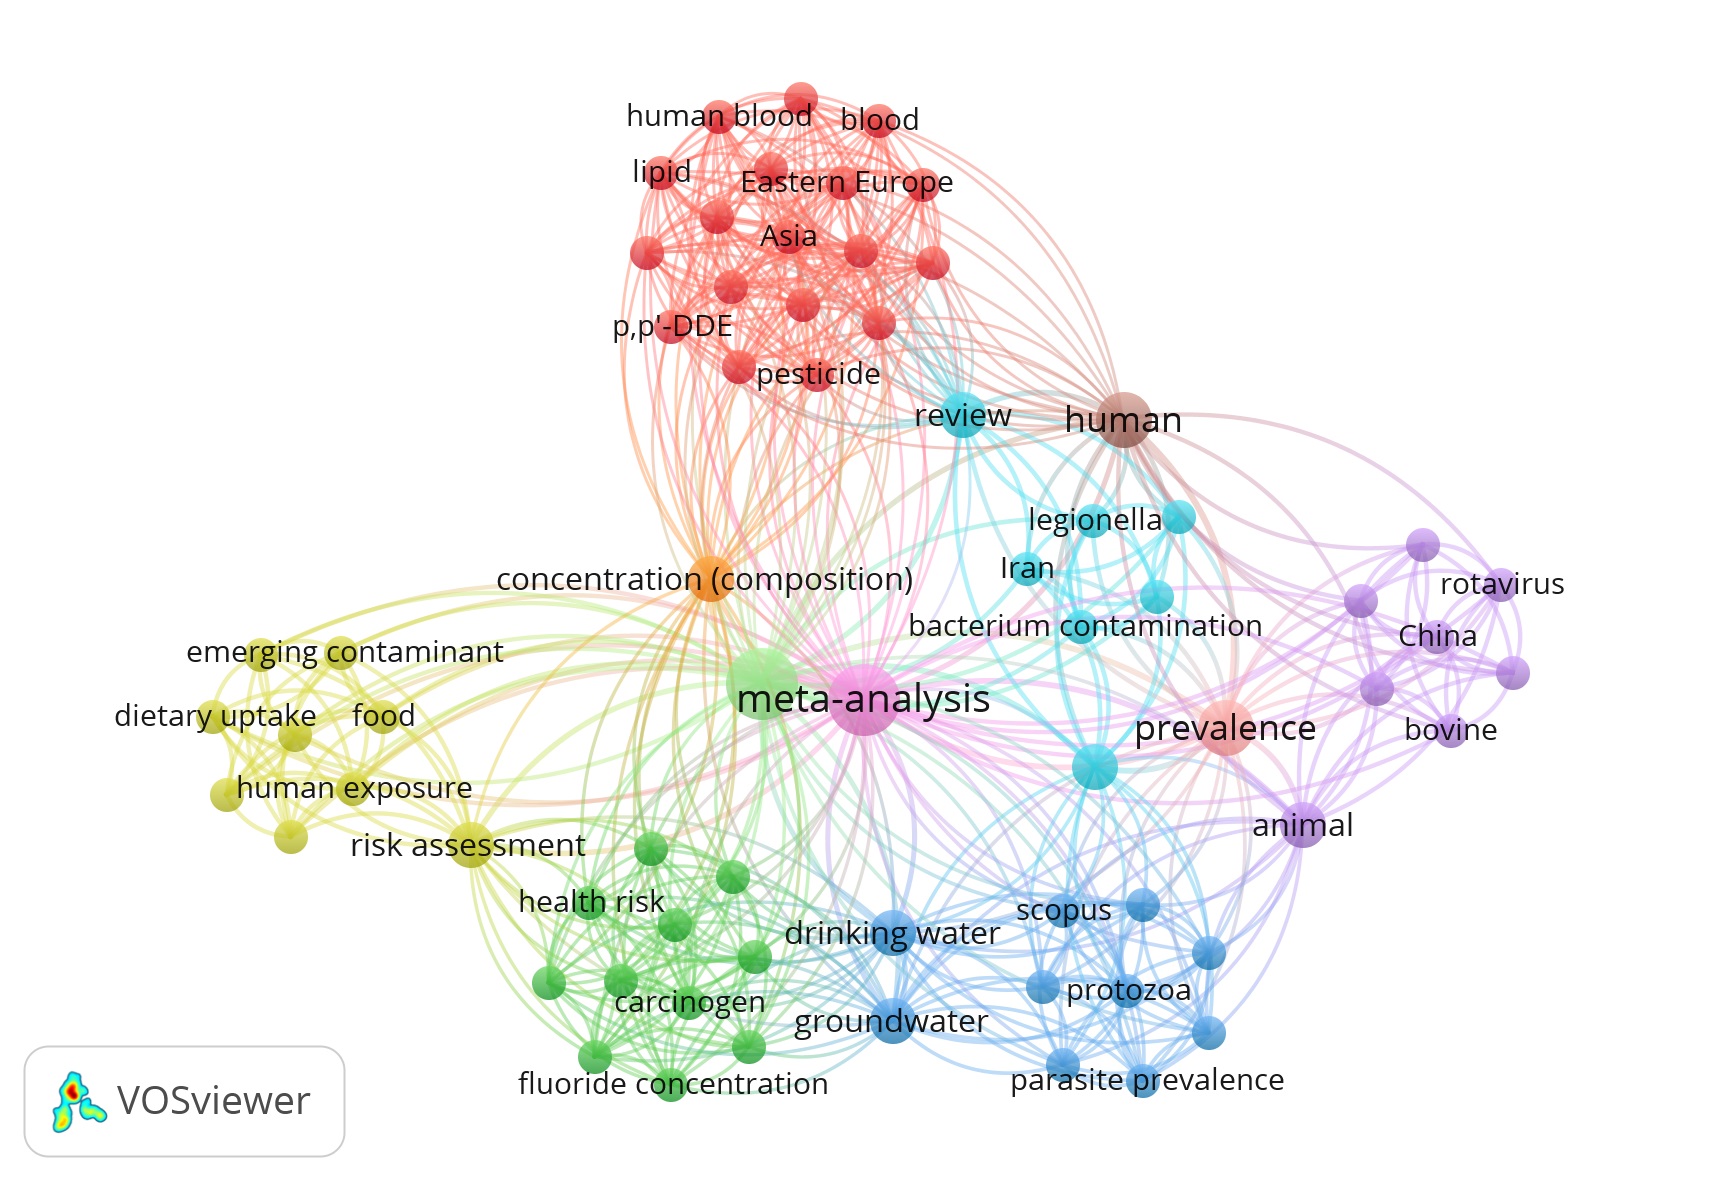 human blood
blood
lipid
Eastern Europe
Asia
p,p'-DDE
pesticide
review
human
legionella
Iran
concentration (composition)
rotavirus
bacterium contamination
China
emerging contaminant
meta-analysis
dietary uptake
food
prevalence
bovine
human exposure
animal
risk assessment
health risk
scopus
drinking water
protozoa
carcinogen
groundwater
fluoride concentration
parasite prevalence
VOSviewer